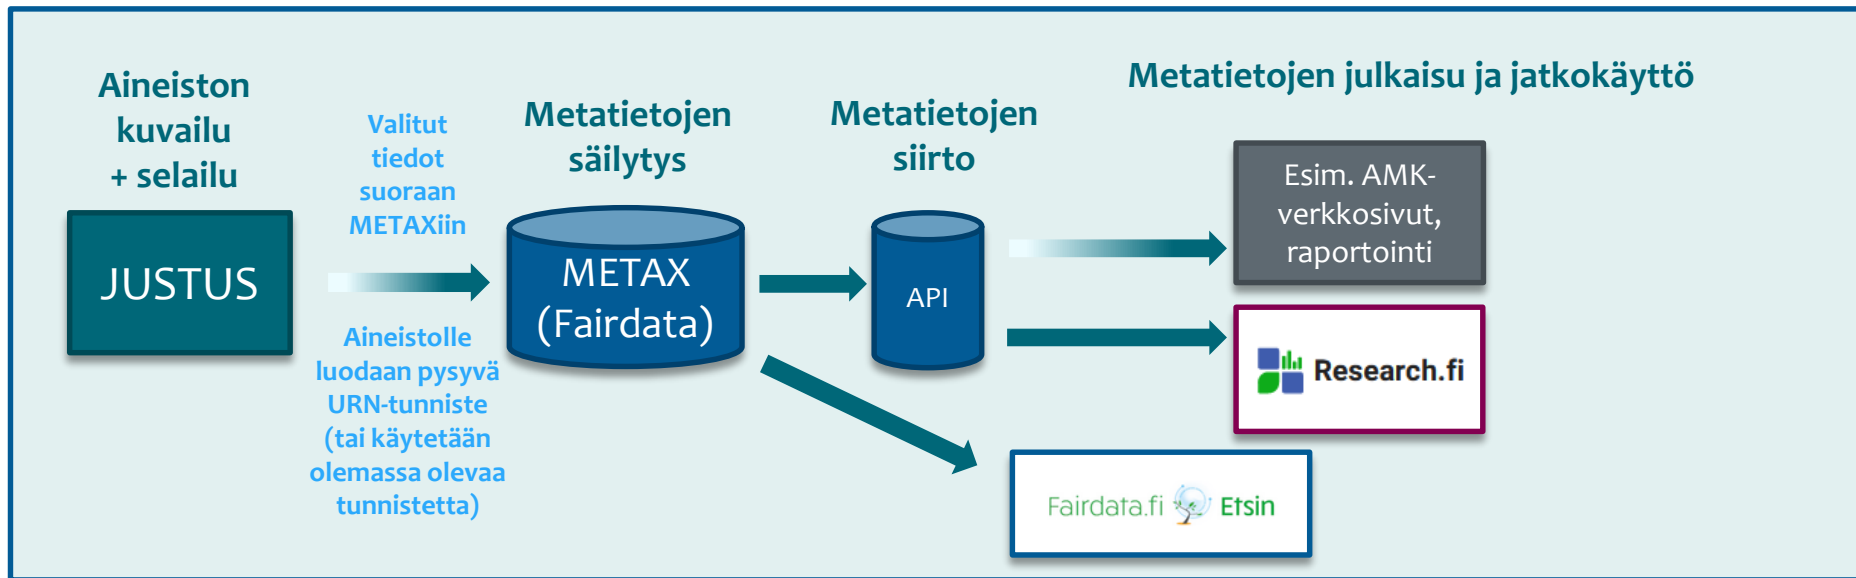 Aineiston
kuvailu
+ selailu
JUSTUS
Valitut
tiedot
suoraan
METAXiin
Aineistolle
luodaan pysyvä
URN-tunniste
(tai käytetään
olemassa olevaa
tunnistetta)
Metatietojen
säilytys
METAX
(Fairdata)
Metatietojen
siirto
API
Metatietojen julkaisu ja jatkokäyttö
Esim. AMK-
verkkosivut,
raportointi
Research.fi
Fairdata.fi Etsin